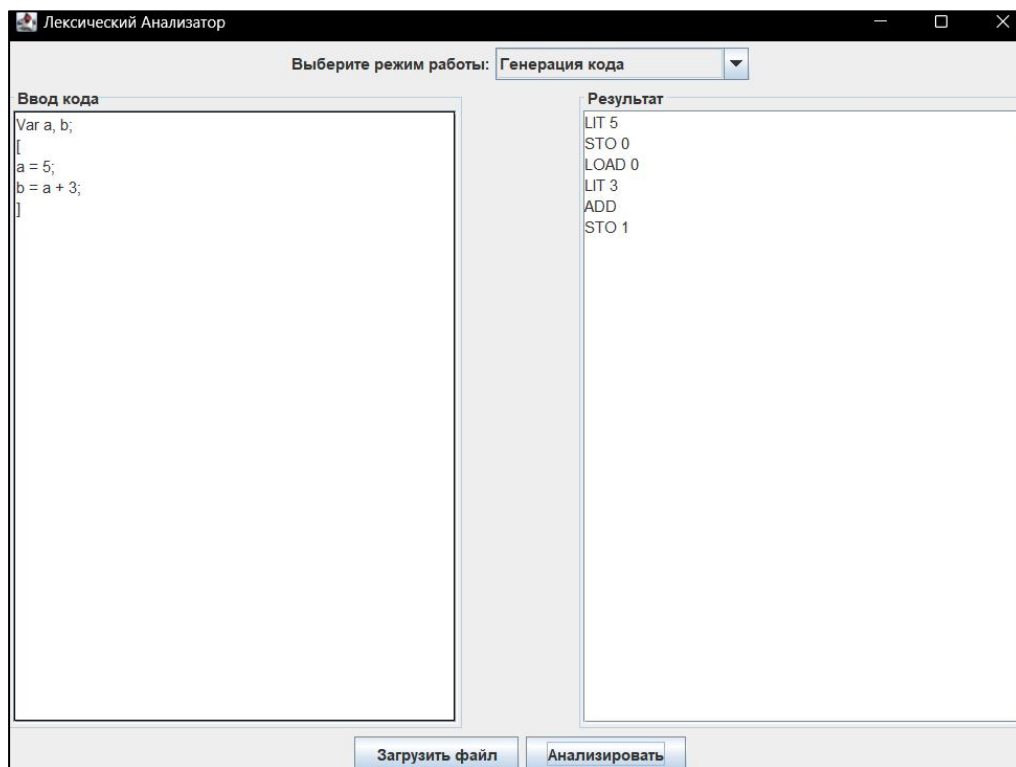 Лексический Анализатор
Выберите режим работы: Генерация кода
Ввод кода
Var a, b;
[
a = 5;
b = a + 3;
]
Результат
LIT 5
STO 0
LOAD 0
LIT 3
ADD
STO 1
Загрузить файл
Анализировать